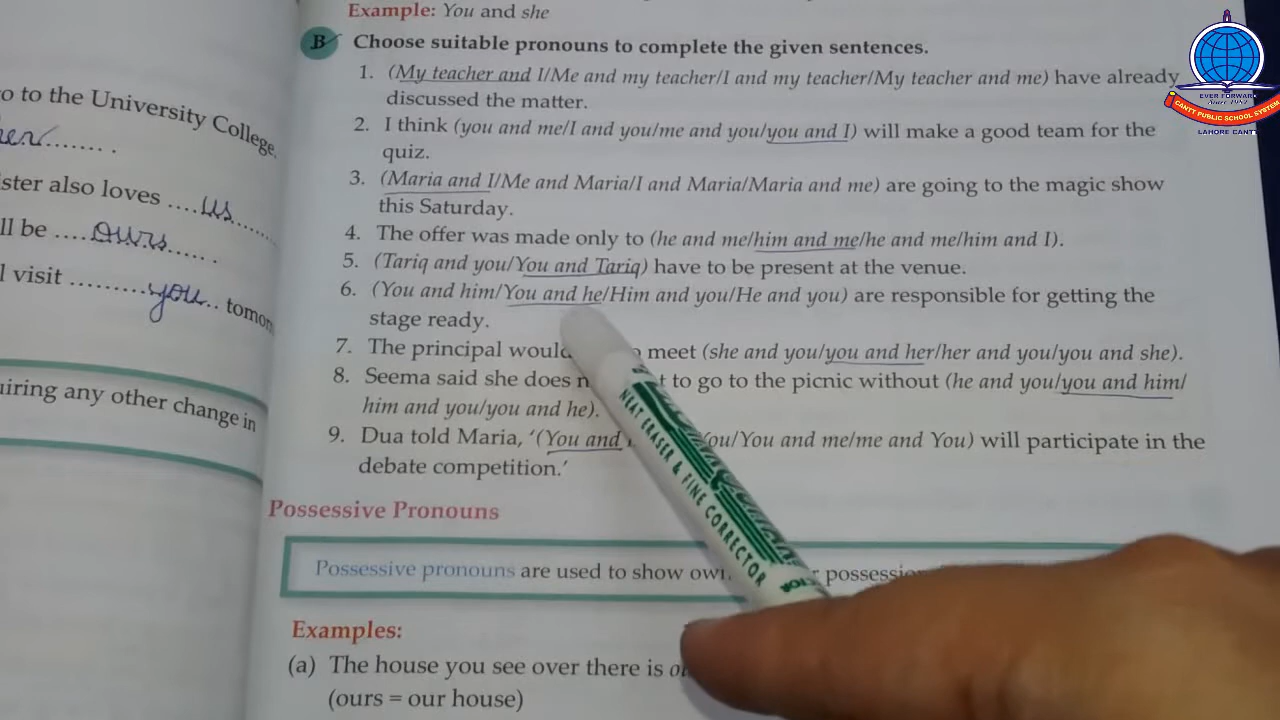 Example: You and she
B Choose suitable pronouns to complete the given sentences.
1. (My teacher and I/Me and my teacher/I and my teacher/My teacher and me) have already
discussed the matter.
2. I think (you and me/I and you/me and you/you and I) will make a good team for the
quiz.
3. (Maria and I/Me and Maria/I and Maria/Maria and me) are going to the magic show
this Saturday.
4. The offer was made only to (he and me/him and me/he and me/him and I).
5. (Tariq and you/You and Tariq) have to be present at the venue.
6. (You and him/You and he/Him and you/He and you) are responsible for getting the
stage ready.
7. The principal would meet (she and you/you and her/her and you/you and she).
8. Seema said she does to go to the picnic without (he and you/you and him/
him and you/you and he).
9. Dua told Maria, ‘(You and You/You and me/me and You) will participate in the
debate competition.’
Possessive Pronouns
Possessive pronouns are used to show
Examples:
(a) The house you see over there is
(ours = our house)
o to the University College.
........ .
ister also loves ....us........
ll be ....ours...... .
l visit .........you.. tomor
uiring any other change in
NEAT ERASER & FINE CORRECTOR
EVER FORWARD
Since 1982
CANTT PUBLIC SCHOOL SYSTEM
LAHORE CANTT